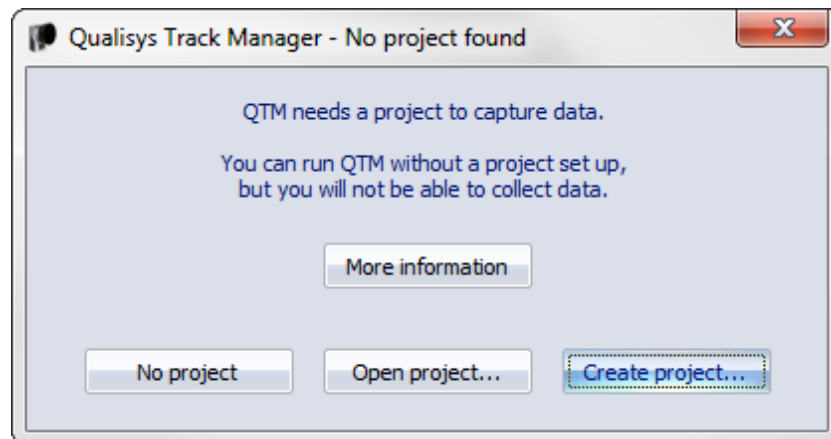 Qualisys Track Manager - No project found
QTM needs a project to capture data.
You can run QTM without a project set up,
but you will not be able to collect data.
More information
No project
Open project...
Create project...